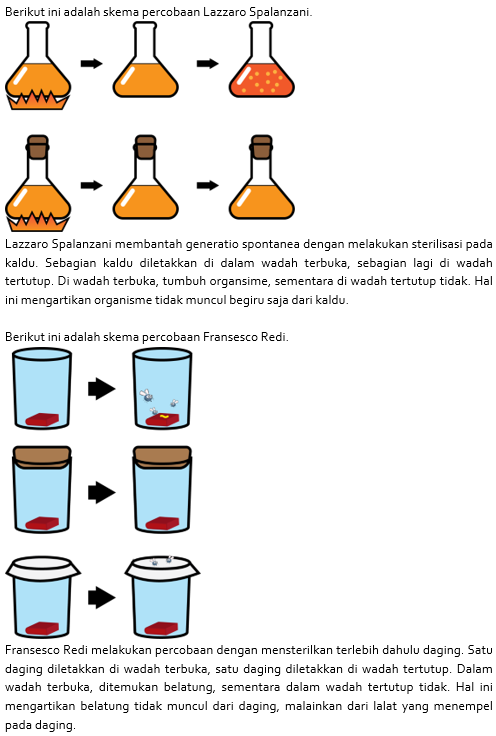 Berikut ini adalah skema percobaan Lazzaro Spalanzani.
Lazzaro Spalanzani membantah generatio spontanea dengan melakukan sterilisasi pada
kaldu. Sebagian kaldu diletakkan di dalam wadah terbuka, sebagian lagi di wadah
tertutup. Di wadah terbuka, tumbuh organsime, sementara di wadah tertutup tidak. Hal
ini mengartikan organisme tidak muncul begiru saja dari kaldu.
Berikut ini adalah skema percobaan Fransesco Redi.
Fransesco Redi melakukan percobaan dengan mensterilkan terlebih dahulu daging. Satu
daging diletakkan di wadah terbuka, satu daging diletakkan di wadah tertutup. Dalam
wadah terbuka, ditemukan belatung, sementara dalam wadah tertutup tidak. Hal ini
mengartikan belatung tidak muncul dari daging, malainkan dari lalat yang menempel
pada daging.